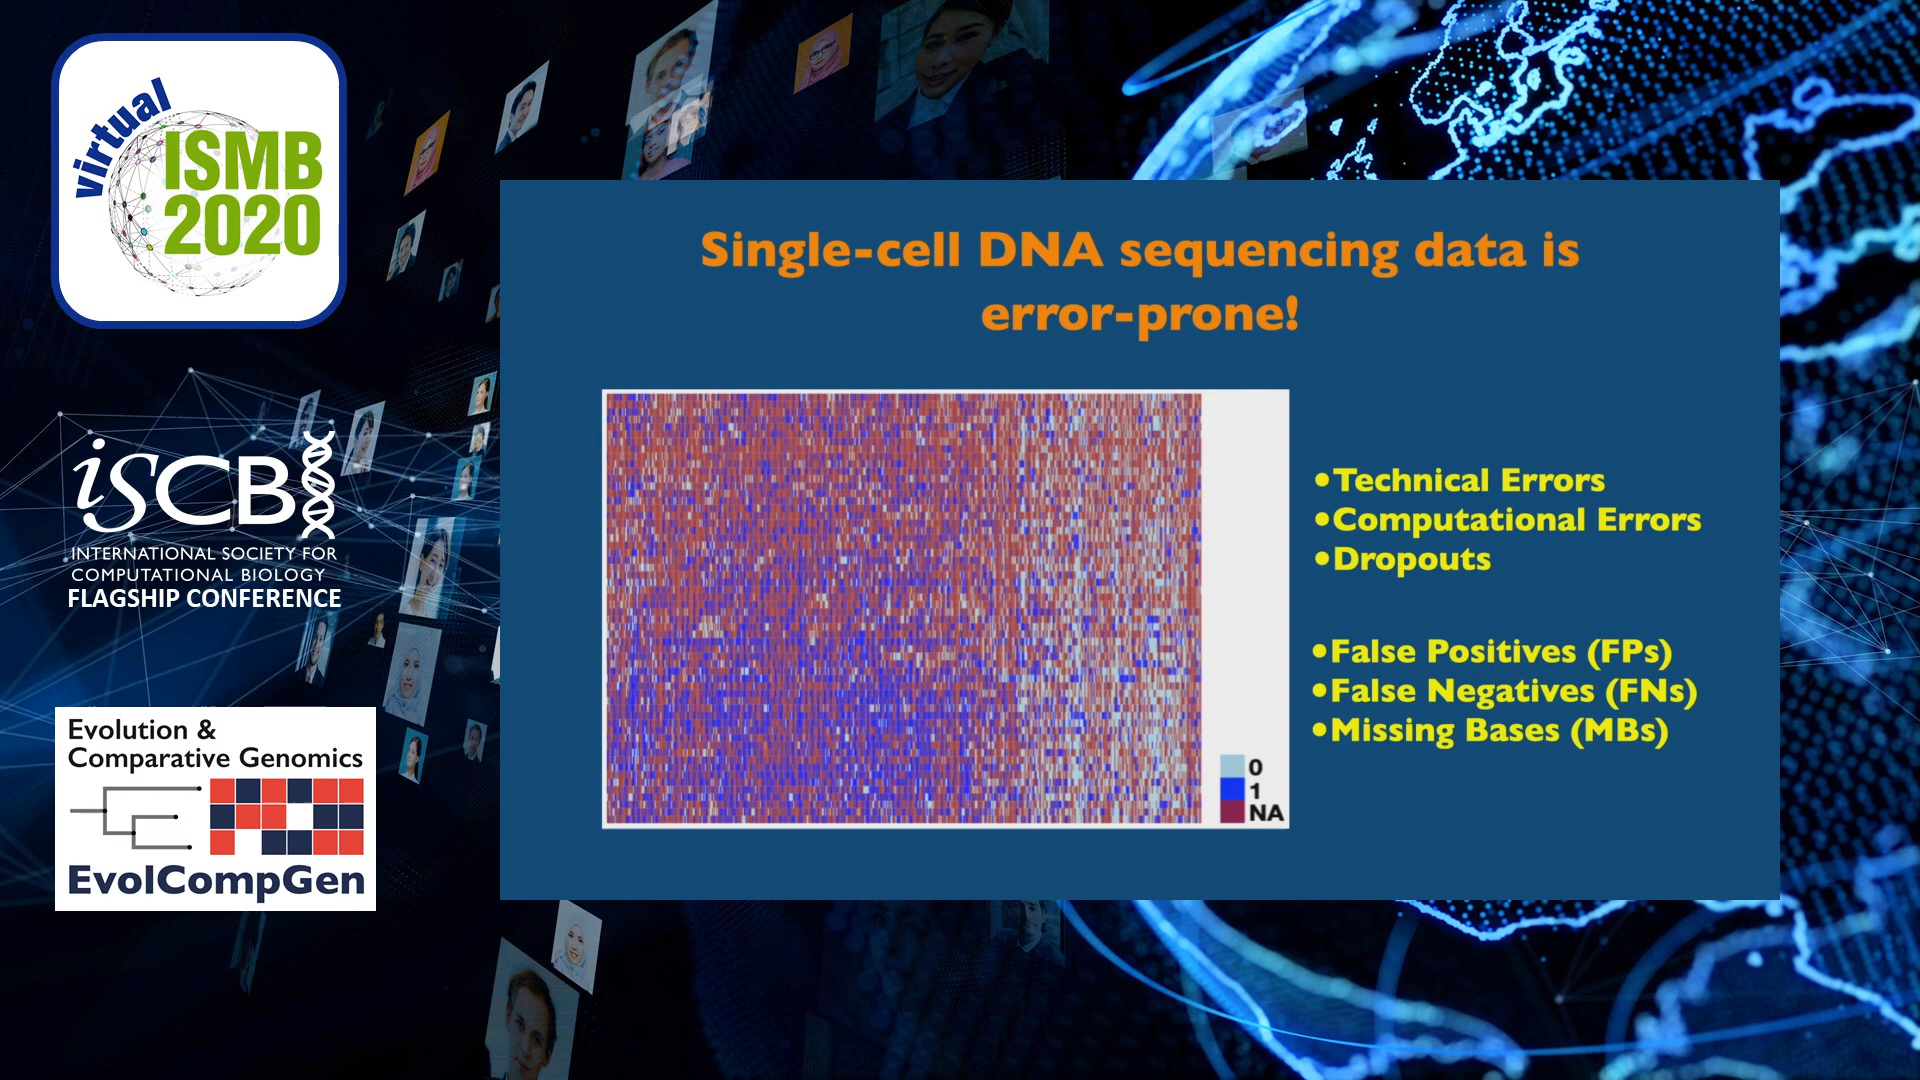 virtual
ISMB
2020
iSCB
INTERNATIONAL SOCIETY FOR
COMPUTATIONAL BIOLOGY
FLAGSHIP CONFERENCE
Evolution &
Comparative Genomics
EvolCompGen
Single-cell DNA sequencing data is
error-prone!
0
1
NA
•Technical Errors
•Computational Errors
•Dropouts
•False Positives (FPs)
•False Negatives (FNs)
•Missing Bases (MBs)